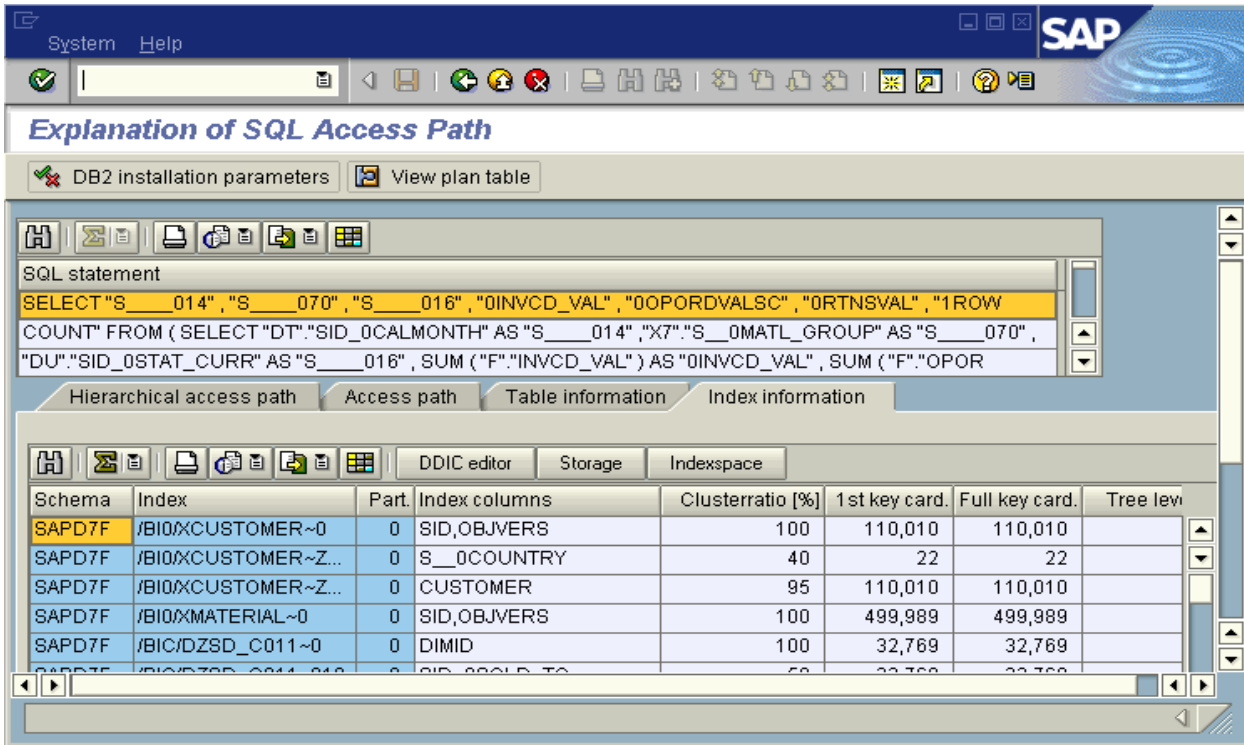 SAP
System Help
Explanation of SQL Access Path
DB2 installation parameters View plan table
SQL statement
SELECT "S____014" , "S____070" , "S____016" , "0INVCD_VAL" , "0OPORDVALSC" , "0RTNSVAL" , "1ROW
COUNT" FROM ( SELECT "DT"."SID_0CALMONTH" AS "S____014" ,"X7"."S__0MATL_GROUP" AS "S____070" ,
"DU"."SID_0STAT_CURR" AS "S____016" , SUM ( "F"."INVCD_VAL" ) AS "0INVCD_VAL" , SUM ( "F"."OPOR
Hierarchical access path Access path Table information Index information
DDIC editor Storage Indexspace
Schema Index Part. Index columns Clusterratio [%] 1st key card. Full key card. Tree leve
SAPD7F /BI0/XCUSTOMER~0 0 SID,OBJVERS 100 110,010 110,010
SAPD7F /BI0/XCUSTOMER~Z... 0 S__0COUNTRY 40 22 22
SAPD7F /BI0/XCUSTOMER~Z... 0 CUSTOMER 95 110,010 110,010
SAPD7F /BI0/XMATERIAL~0 0 SID,OBJVERS 100 499,989 499,989
SAPD7F /BIC/DZSD_C011~0 0 DIMID 100 32,769 32,769